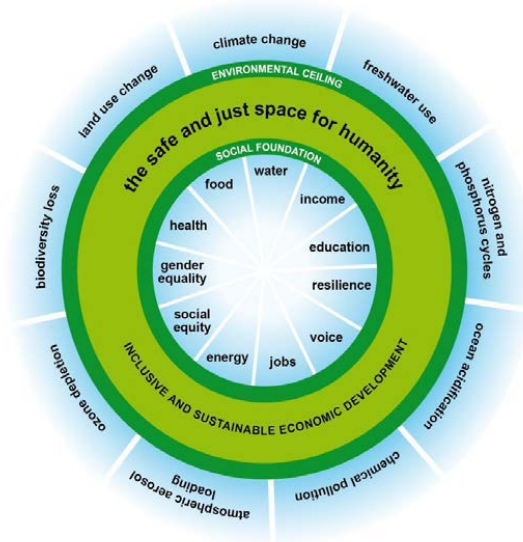 climate change
freshwater use
nitrogen and
phosphorus cycles
ocean acidification
chemical pollution
atmospheric aerosol
loading
ozone depletion
biodiversity loss
land use change
ENVIRONMENTAL CEILING
the safe and just space for humanity
SOCIAL FOUNDATION
water
income
education
resilience
voice
jobs
energy
social
equity
gender
equality
health
food
INCLUSIVE AND SUSTAINABLE ECONOMIC DEVELOPMENT